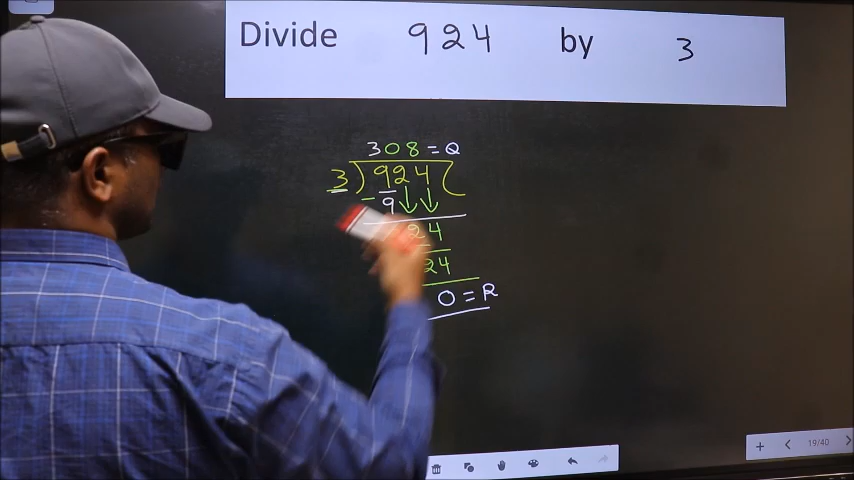 Divide 924 by 3
308 = Q
3 ) 924 (
- 9
24
24
0 = R
19/40